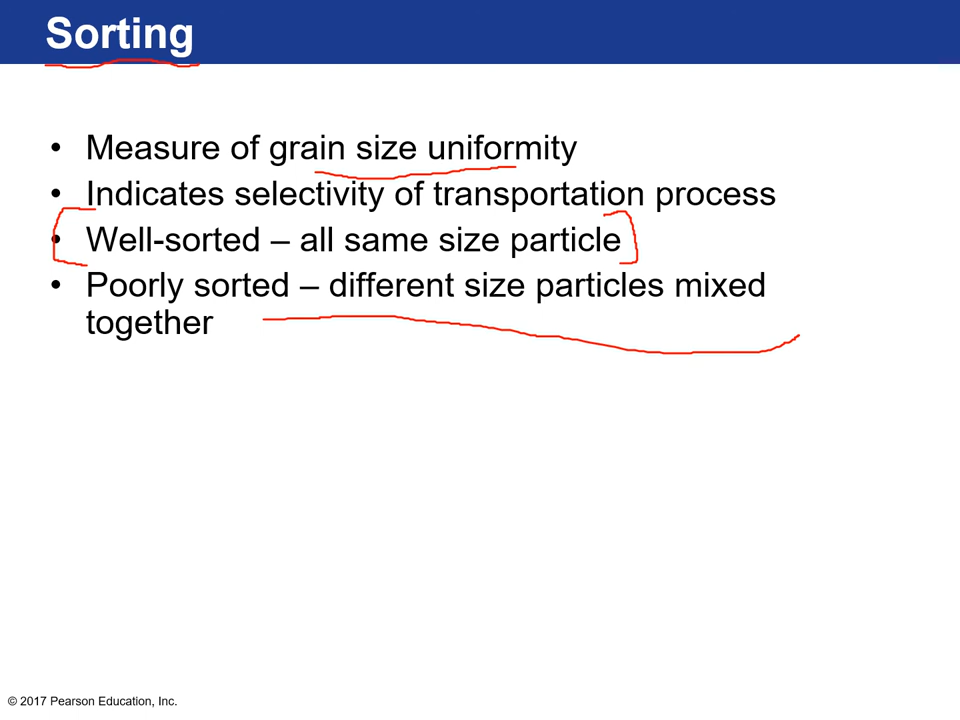 Sorting
• Measure of grain size uniformity
• Indicates selectivity of transportation process
• Well-sorted – all same size particle
• Poorly sorted – different size particles mixed
together
© 2017 Pearson Education, Inc.